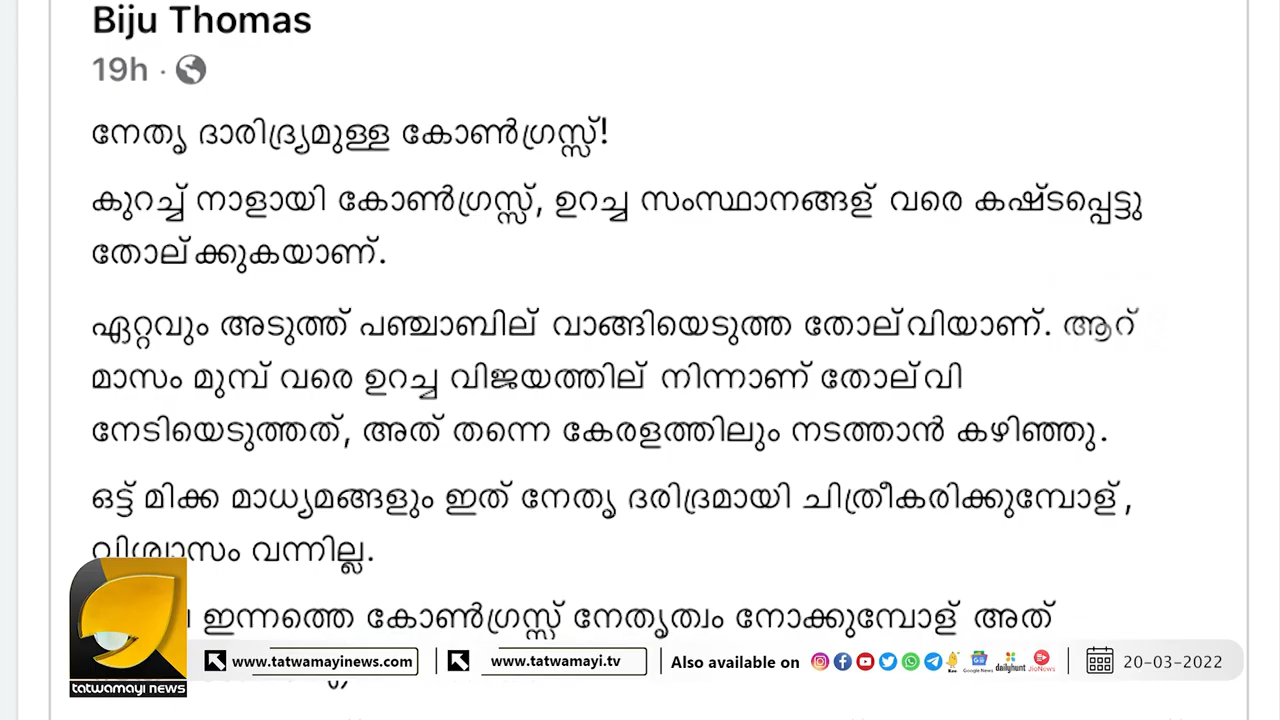 Biju Thomas
19h ·
നേതൃ ദാരിദ്ര്യമുള്ള കോൺഗ്രസ്സ്!
കുറച്ച് നാളായി കോൺഗ്രസ്സ്, ഉറച്ച സംസ്ഥാനങ്ങള് വരെ കഷ്ടപ്പെട്ടു
തോല്ക്കുകയാണ്.
ഏറ്റവും അടുത്ത് പഞ്ചാബില് വാങ്ങിയെടുത്ത തോല്വിയാണ്. ആറ്
മാസം മുമ്പ് വരെ ഉറച്ച വിജയത്തില് നിന്നാണ് തോല്വി
നേടിയെടുത്തത്, അത് തന്നെ കേരളത്തിലും നടത്താൻ കഴിഞ്ഞു.
ഒട്ട് മിക്ക മാധ്യമങ്ങളും ഇത് നേതൃ ദരിദ്രമായി ചിത്രീകരിക്കുമ്പോള്,
വിശ്വാസം വന്നില്ല.
ഇന്നത്തെ കോൺഗ്രസ്സ് നേതൃത്വം നോക്കുമ്പോള് അത്
tatwamayi news
www.tatwamayinews.com
www.tatwamayi.tv
Also available on
Google News
dailyhunt
JioNews
20-03-2022